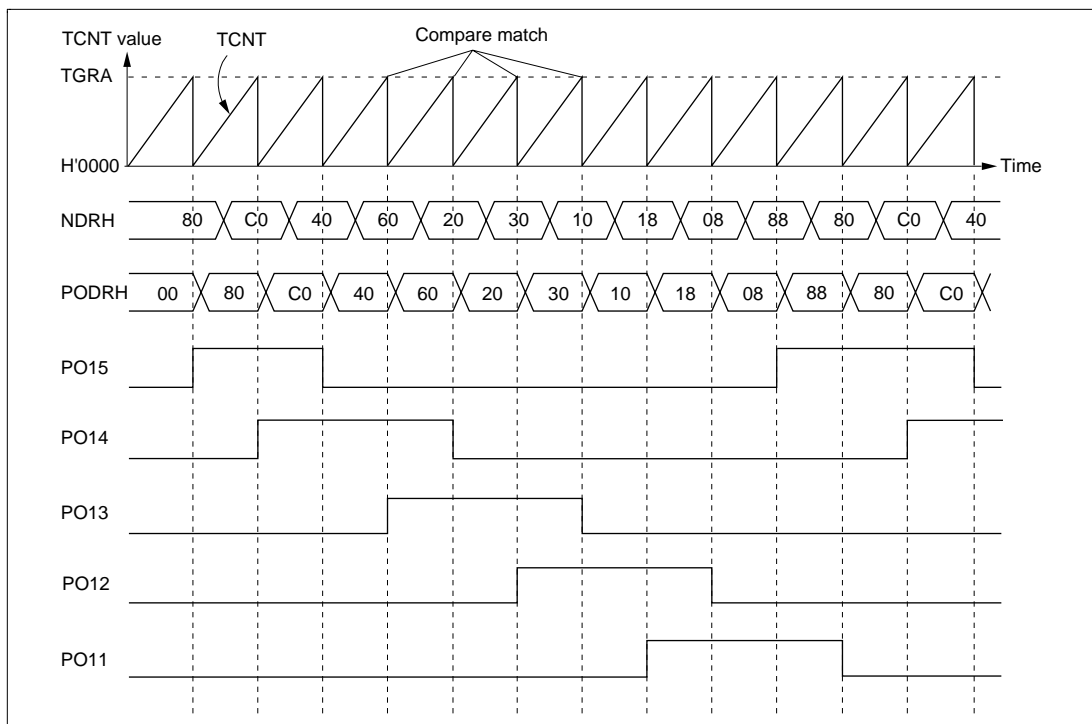 TCNT value
TCNT
Compare match
TGRA
H'0000
Time
NDRH 80 C0 40 60 20 30 10 18 08 88 80 C0 40
PODRH 00 80 C0 40 60 20 30 10 18 08 88 80 C0
PO15
PO14
PO13
PO12
PO11